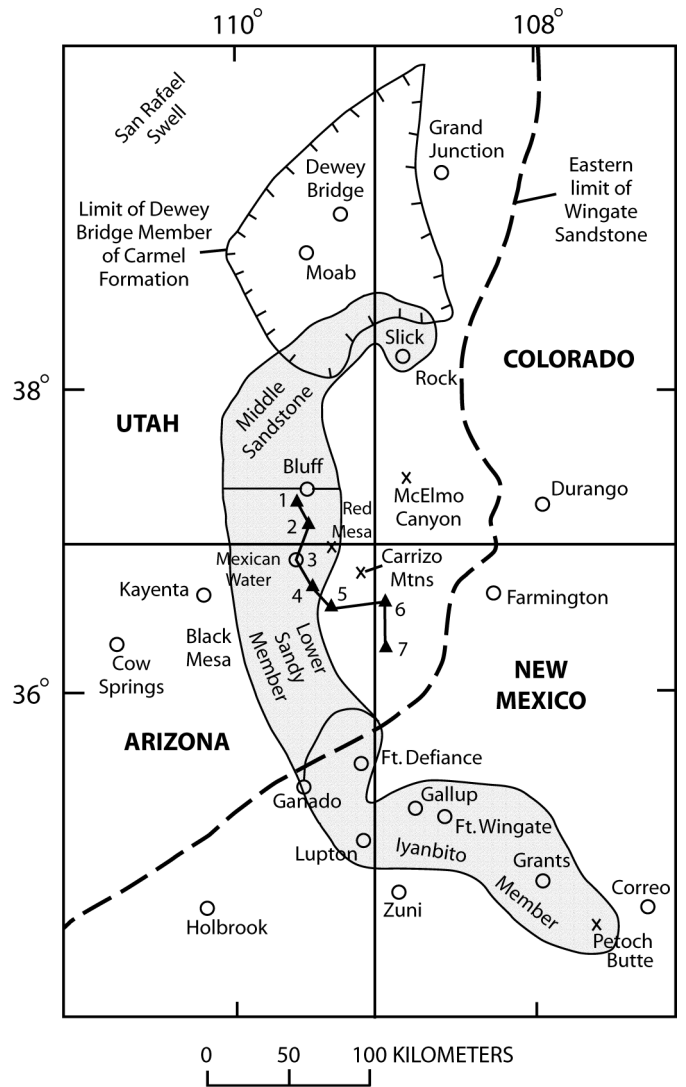 110°
108°
San Rafael
Swell
Grand
Junction
Dewey
Bridge
Eastern
limit of
Wingate
Sandstone
Limit of Dewey
Bridge Member
of Carmel
Formation
Moab
Slick
Rock
COLORADO
38°
UTAH
Middle
Sandstone
Bluff
1
McElmo
Canyon
Durango
Red
Mesa
2
Mexican
Water
3
Carrizo
Mtns
Kayenta
4
5
6
Farmington
Black
Mesa
7
Cow
Springs
Lower
Sandy
Member
NEW
MEXICO
36°
ARIZONA
Ft. Defiance
Ganado
Gallup
Ft. Wingate
Lupton
Iyanbito
Member
Grants
Correo
Zuni
Holbrook
Petoch
Butte
0 50 100 KILOMETERS